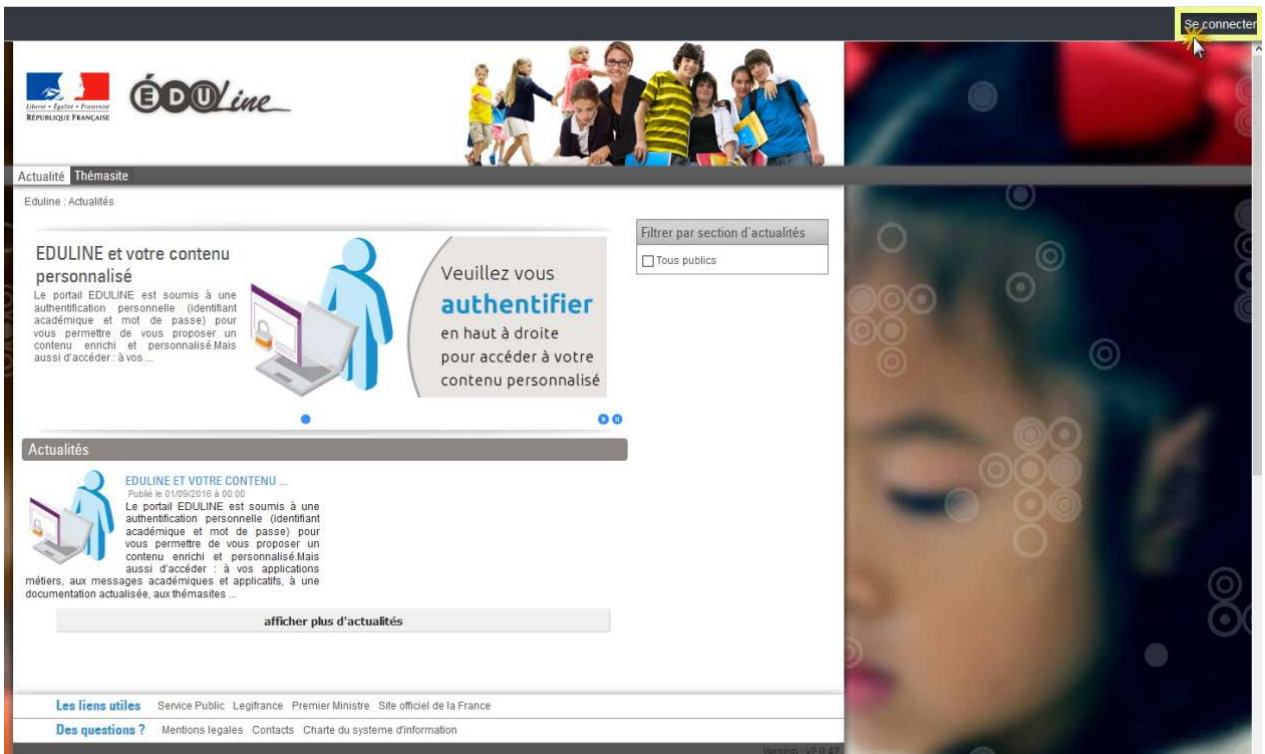 Se connecter
Liberté • Égalité • Fraternité
RÉPUBLIQUE FRANÇAISE
ÉDULine
Actualité Thémasite
Eduline : Actualités
EDULINE et votre contenu
personnalisé
Le portail EDULINE est soumis à une
authentification personnelle (identifiant
académique et mot de passe) pour
vous permettre de vous proposer un
contenu enrichi et personnalisé.Mais
aussi d'accéder : à vos ...
Veuillez vous
authentifier
en haut à droite
pour accéder à votre
contenu personnalisé
Filtrer par section d'actualités
Tous publics
Actualités
EDULINE ET VOTRE CONTENU ...
Publié le 01/09/2016 à 00:00
Le portail EDULINE est soumis à une
authentification personnelle (identifiant
académique et mot de passe) pour
vous permettre de vous proposer un
contenu enrichi et personnalisé.Mais
aussi d'accéder : à vos applications
métiers, aux messages académiques et applicatifs, à une
documentation actualisée, aux thémasites ...
afficher plus d'actualités
Les liens utiles Service Public Legifrance Premier Ministre Site officiel de la France
Des questions ? Mentions legales Contacts Charte du systeme d'information
Version : v2.0.47